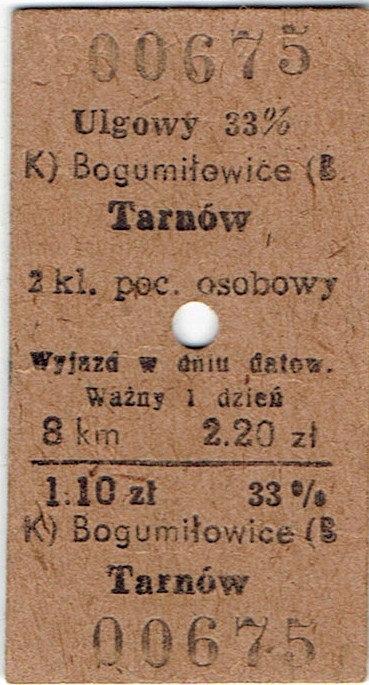 00675
Ulgowy 33%
K) Bogumiłowice (B
Tarnów
2 kl. poc. osobowy
Wyjazd w dniu datow.
Ważny 1 dzień
8 km 2.20 zł
1.10 zł 33%
K) Bogumiłowice (B
Tarnów
00675